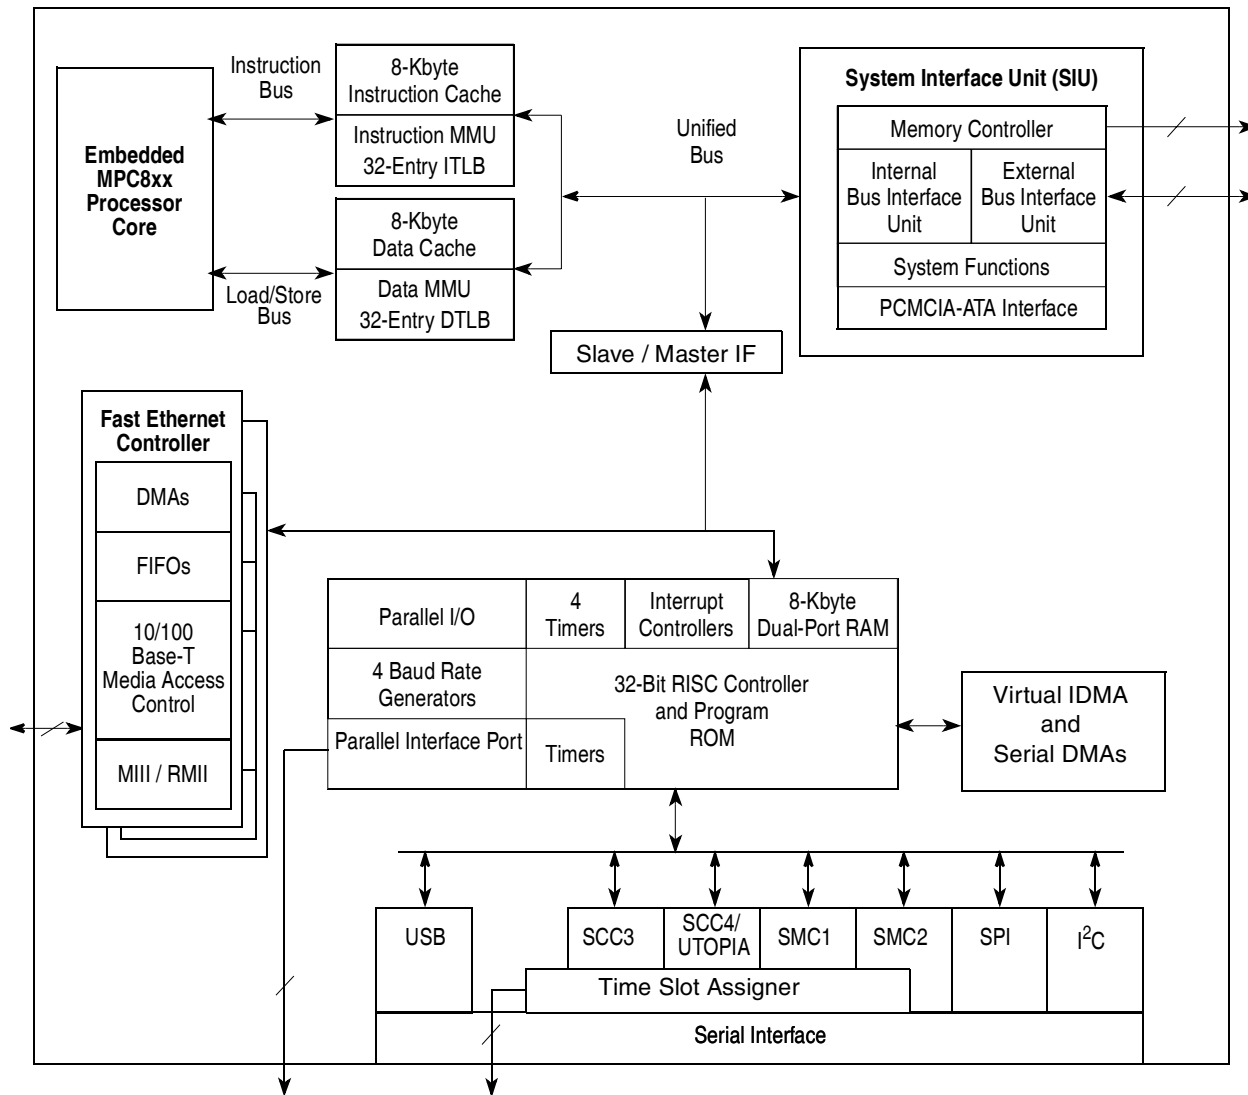 Embedded
MPC8xx
Processor
Core
Instruction
Bus
Load/Store
Bus
8-Kbyte
Instruction Cache
Instruction MMU
32-Entry ITLB
8-Kbyte
Data Cache
Data MMU
32-Entry DTLB
Unified
Bus
System Interface Unit (SIU)
Memory Controller
Internal
Bus Interface
Unit
External
Bus Interface
Unit
System Functions
PCMCIA-ATA Interface
Slave / Master IF
Fast Ethernet
Controller
DMAs
FIFOs
10/100
Base-T
Media Access
Control
MIII / RMII
Parallel I/O
4
Timers
Interrupt
Controllers
8-Kbyte
Dual-Port RAM
4 Baud Rate
Generators
32-Bit RISC Controller
and Program
ROM
Parallel Interface Port
Timers
Virtual IDMA
and
Serial DMAs
USB
SCC3
SCC4/
UTOPIA
SMC1
SMC2
SPI
I²C
Time Slot Assigner
Serial Interface